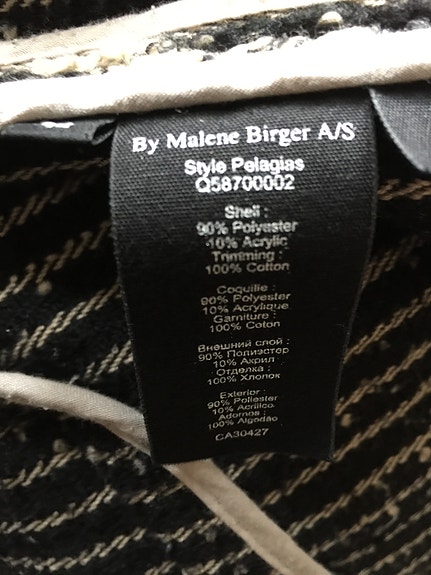 By Malene Birger A/S
Style Pelagias
Q58700002
Shell :
90% Polyester
10% Acrylic
Trimming :
100% Cotton
Coquille :
90% Polyester
10% Acrylique
Garniture :
100% Coton
Внешний слой :
90% Полиэстер
10% Акрил
Отделка :
100% Хлопок
Exterior :
90% Poliester
10% Acrilico
Adornos :
100% Algodao
CA30427